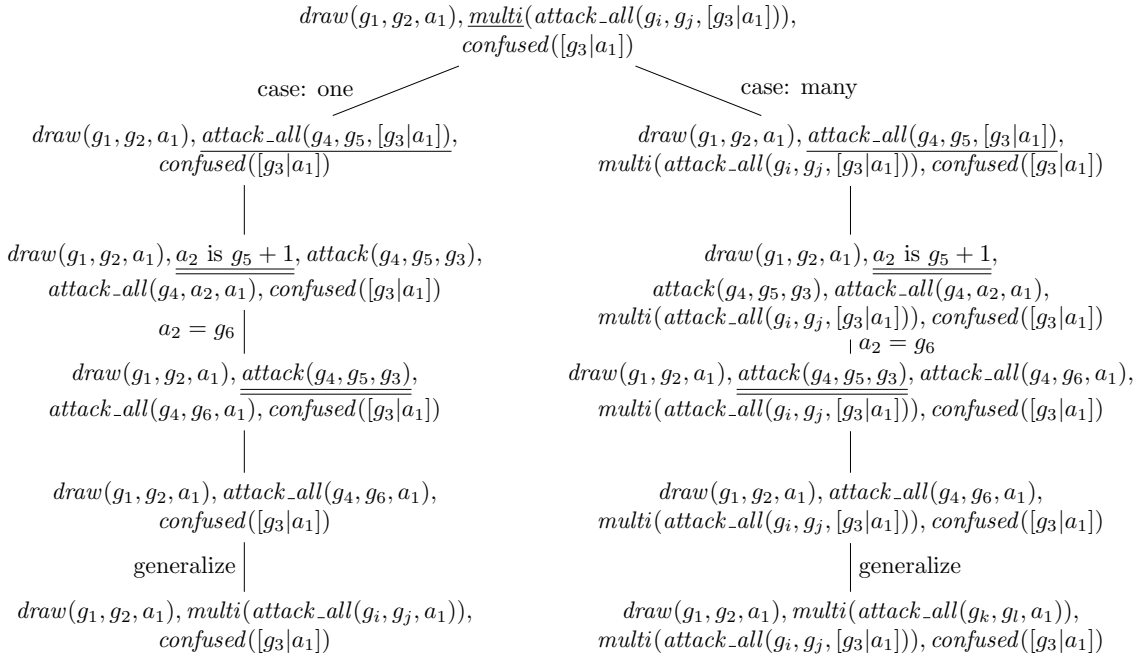 draw(g₁, g₂, a₁), multi(attack_all(gᵢ, gⱼ, [g₃|a₁])),
confused([g₃|a₁])
case: one
case: many
draw(g₁, g₂, a₁), attack_all(g₄, g₅, [g₃|a₁]),
confused([g₃|a₁])
draw(g₁, g₂, a₁), attack_all(g₄, g₅, [g₃|a₁]),
multi(attack_all(gᵢ, gⱼ, [g₃|a₁])), confused([g₃|a₁])
draw(g₁, g₂, a₁), a₂ is g₅ + 1, attack(g₄, g₅, g₃),
attack_all(g₄, a₂, a₁), confused([g₃|a₁])
draw(g₁, g₂, a₁), a₂ is g₅ + 1,
attack(g₄, g₅, g₃), attack_all(g₄, a₂, a₁),
multi(attack_all(gᵢ, gⱼ, [g₃|a₁])), confused([g₃|a₁])
a₂ = g₆
a₂ = g₆
draw(g₁, g₂, a₁), attack(g₄, g₅, g₃),
attack_all(g₄, g₆, a₁), confused([g₃|a₁])
draw(g₁, g₂, a₁), attack(g₄, g₅, g₃), attack_all(g₄, g₆, a₁),
multi(attack_all(gᵢ, gⱼ, [g₃|a₁])), confused([g₃|a₁])
draw(g₁, g₂, a₁), attack_all(g₄, g₆, a₁),
confused([g₃|a₁])
draw(g₁, g₂, a₁), attack_all(g₄, g₆, a₁),
multi(attack_all(gᵢ, gⱼ, [g₃|a₁])), confused([g₃|a₁])
generalize
generalize
draw(g₁, g₂, a₁), multi(attack_all(gᵢ, gⱼ, a₁)),
confused([g₃|a₁])
draw(g₁, g₂, a₁), multi(attack_all(gₖ, gₗ, a₁)),
multi(attack_all(gᵢ, gⱼ, [g₃|a₁])), confused([g₃|a₁])